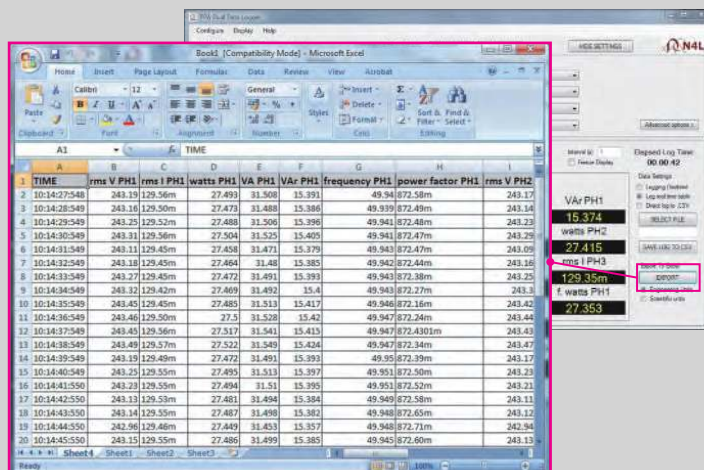 PPA Dual Data Logger
Configure Display Help
HIDE SETTINGS
N4L
Advanced options >
Interval (s): 1
Freeze Display
Elapsed Log Time:
00:00:42
Data Settings
Log real time table
Direct log to .CSV
SELECT FILE
SAVE LOG TO CSV
EXPORT
Engineering Units
Scientific units
VAr PH1
15.374
watts PH2
27.415
rms I PH3
129.35m
f. watts PH1
27.353
Book1 [Compatibility Mode] - Microsoft Excel
Home Insert Page Layout Formulas Data Review View Acrobat
Paste
Calibri 12
B I U
General
Styles
Insert
Delete
Format
Sort & Filter
Find & Select
Clipboard Font Alignment Number Cells Editing
A1 fx TIME
A B C D E F G H I
1 TIME rms V PH1 rms I PH1 watts PH1 VA PH1 VAr PH1 frequency PH1 power factor PH1 rms V PH2
2 10:14:27:548 243.19 129.56m 27.493 31.508 15.391 49.94 872.58m 243.17
3 10:14:28:549 243.16 129.50m 27.473 31.488 15.386 49.939 872.49m 243.14
4 10:14:29:549 243.25 129.52m 27.488 31.506 15.396 49.941 872.48m 243.23
5 10:14:30:549 243.31 129.56m 27.504 31.525 15.405 49.941 872.47m 243.29
6 10:14:31:549 243.11 129.45m 27.458 31.471 15.379 49.943 872.47m 243.09
7 10:14:32:549 243.18 129.45m 27.464 31.48 15.385 49.942 872.44m 243.16
8 10:14:33:549 243.27 129.45m 27.472 31.491 15.393 49.943 872.38m 243.25
9 10:14:34:549 243.32 129.42m 27.469 31.492 15.4 49.943 872.27m 243.3
10 10:14:35:549 243.45 129.45m 27.485 31.513 15.417 49.946 872.16m 243.42
11 10:14:36:549 243.46 129.50m 27.5 31.528 15.42 49.947 872.24m 243.44
12 10:14:37:549 243.45 129.56m 27.517 31.541 15.415 49.947 872.4301m 243.43
13 10:14:38:549 243.49 129.57m 27.522 31.549 15.424 49.947 872.34m 243.47
14 10:14:39:549 243.19 129.49m 27.472 31.491 15.393 49.95 872.39m 243.17
15 10:14:40:549 243.25 129.55m 27.495 31.513 15.397 49.951 872.50m 243.23
16 10:14:41:550 243.23 129.55m 27.494 31.51 15.395 49.951 872.52m 243.21
17 10:14:42:550 243.13 129.53m 27.481 31.494 15.384 49.949 872.58m 243.11
18 10:14:43:550 243.14 129.55m 27.487 31.498 15.382 49.948 872.65m 243.12
19 10:14:44:550 242.96 129.46m 27.449 31.453 15.357 49.948 872.71m 242.94
20 10:14:45:550 243.15 129.55m 27.486 31.499 15.385 49.945 872.60m 243.13
Sheet4 Sheet1 Sheet2 Sheet3
Ready 100%